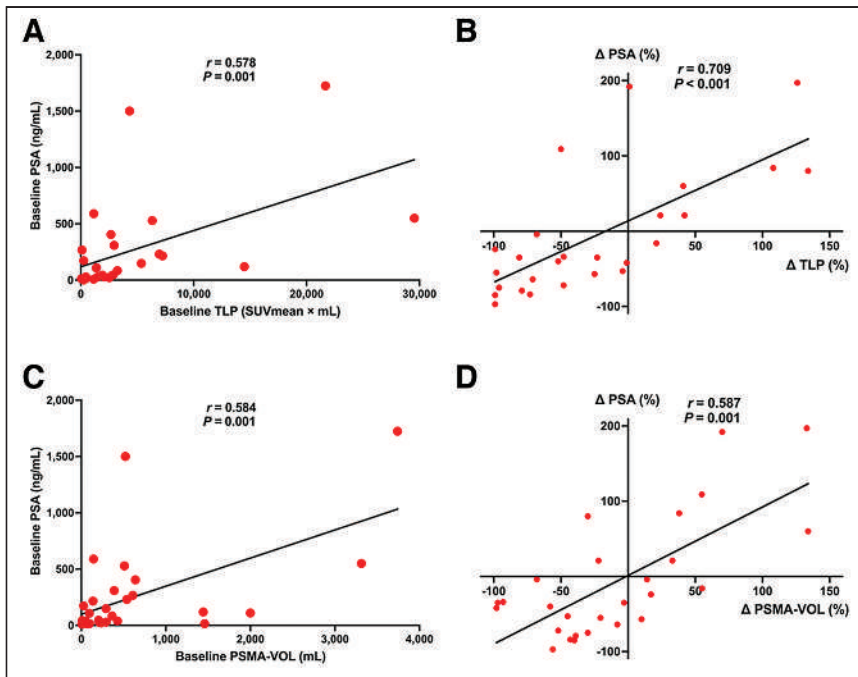 A
r = 0.578
P = 0.001
2,000
1,500
1,000
500
0
Baseline PSA (ng/mL)
0
10,000
20,000
30,000
Baseline TLP (SUVmean × mL)
B
Δ PSA (%)
r = 0.709
P < 0.001
200
100
-100
-100
-50
50
100
150
Δ TLP (%)
C
r = 0.584
P = 0.001
2,000
1,500
1,000
500
0
Baseline PSA (ng/mL)
0
1,000
2,000
3,000
4,000
Baseline PSMA-VOL (mL)
D
Δ PSA (%)
r = 0.587
P = 0.001
200
100
-100
-100
-50
50
100
150
Δ PSMA-VOL (%)